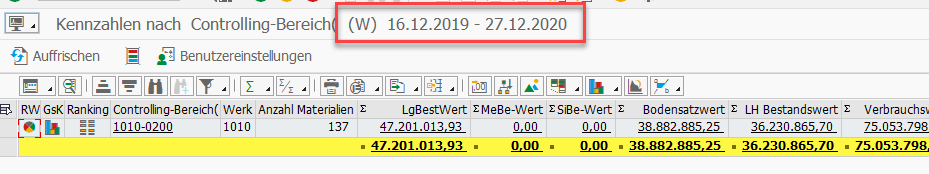 Kennzahlen nach Controlling-Bereich( (W) 16.12.2019 - 27.12.2020
Auffrischen Benutzereinstellungen
RW GsK Ranking Controlling-Bereich( Werk Anzahl Materialien Σ LgBestWert Σ MeBe-Wert Σ SiBe-Wert Σ Bodensatzwert Σ LH Bestandswert Σ Verbrauchsw
1010-0200 1010 137 47.201.013,93 0,00 0,00 38.882.885,25 36.230.865,70 75.053.798,
47.201.013,93 0,00 0,00 38.882.885,25 36.230.865,70 75.053.798,